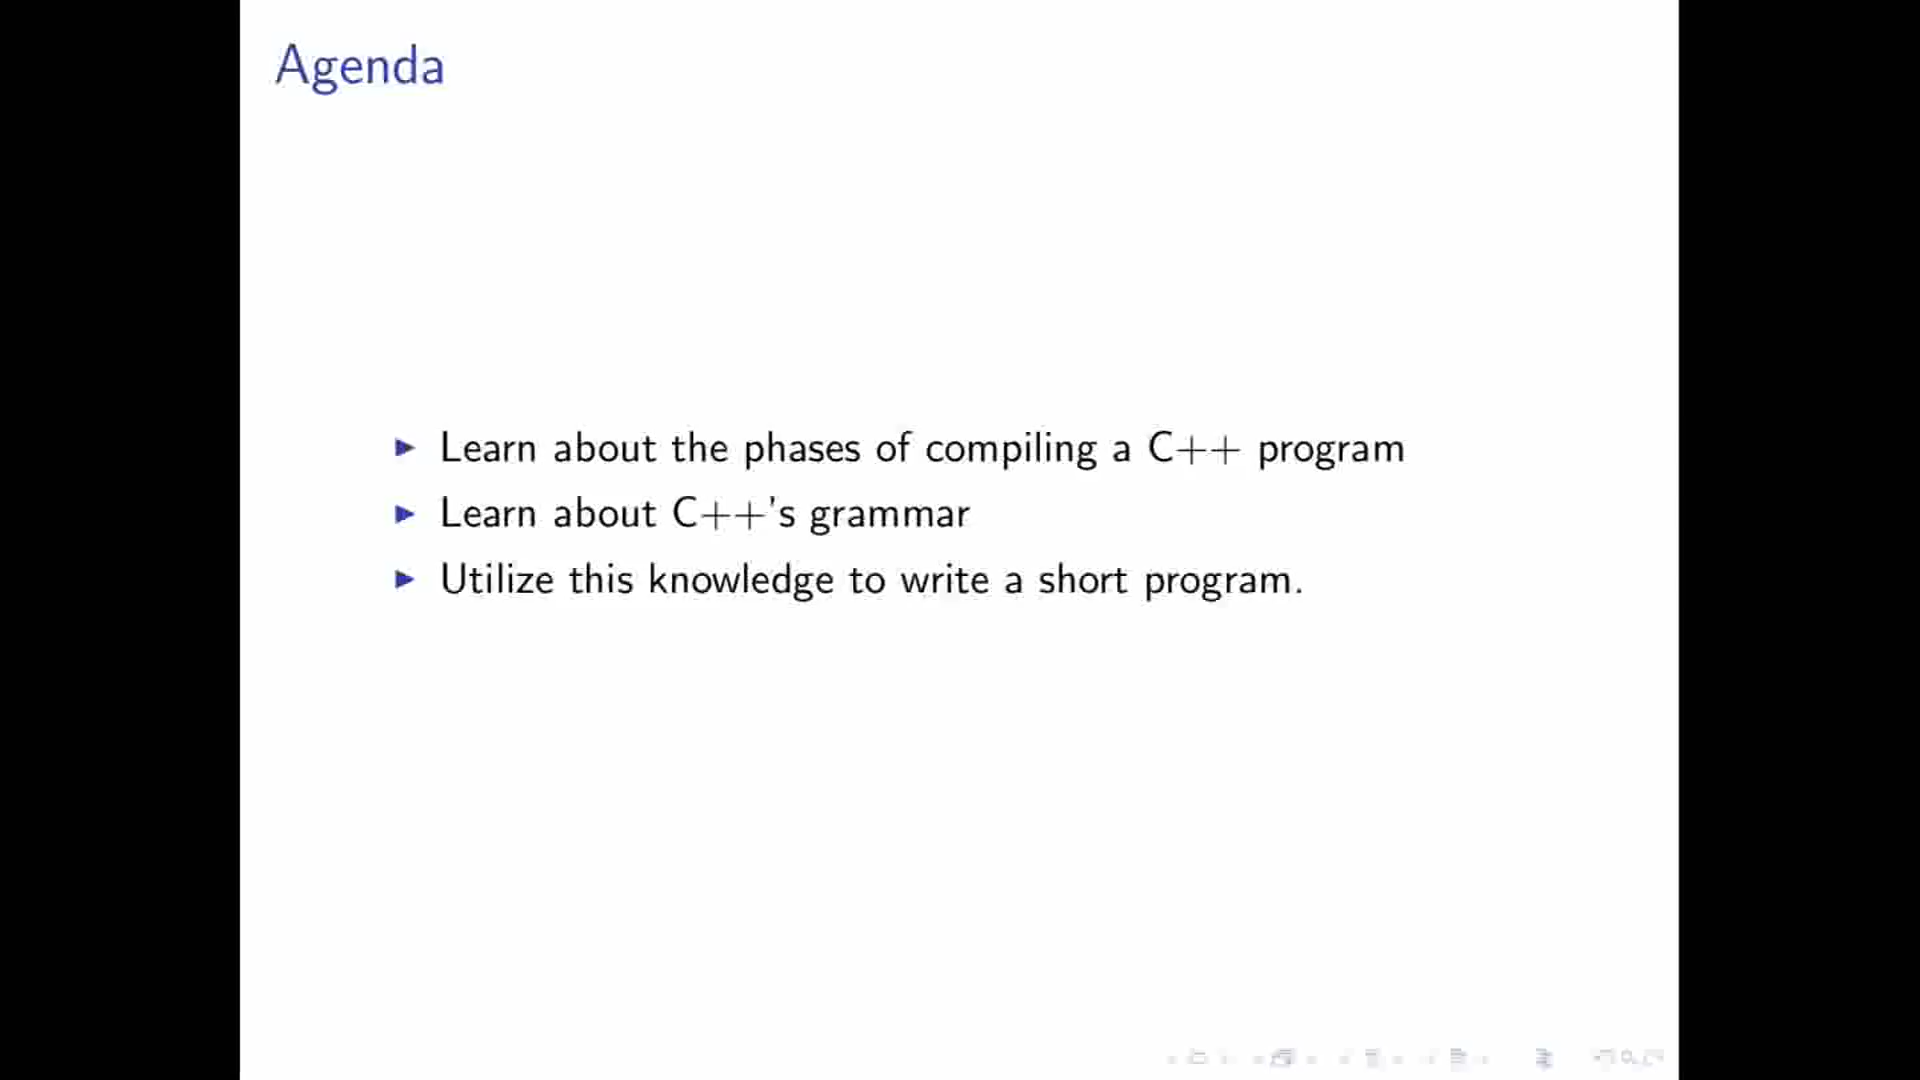 Agenda
Learn about the phases of compiling a C++ program
Learn about C++'s grammar
Utilize this knowledge to write a short program.